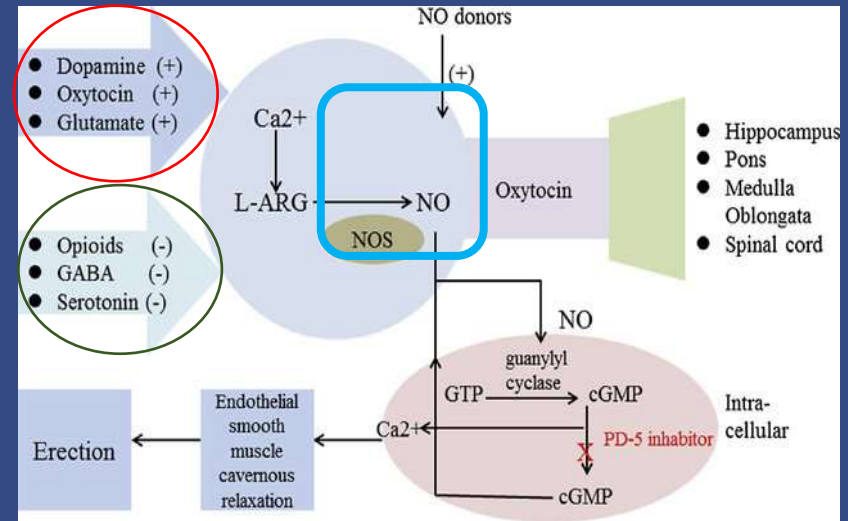 NO donors
(+)
● Dopamine (+)
● Oxytocin (+)
● Glutamate (+)
Ca2+
L-ARG
NO
NOS
Oxytocin
● Hippocampus
● Pons
● Medulla
Oblongata
● Spinal cord
● Opioids (-)
● GABA (-)
● Serotonin (-)
NO
guanylyl
cyclase
GTP
cGMP
Intra-
cellular
Ca2+
X
PD-5 inhabitor
cGMP
Endothelial
smooth
muscle
cavernous
relaxation
Erection